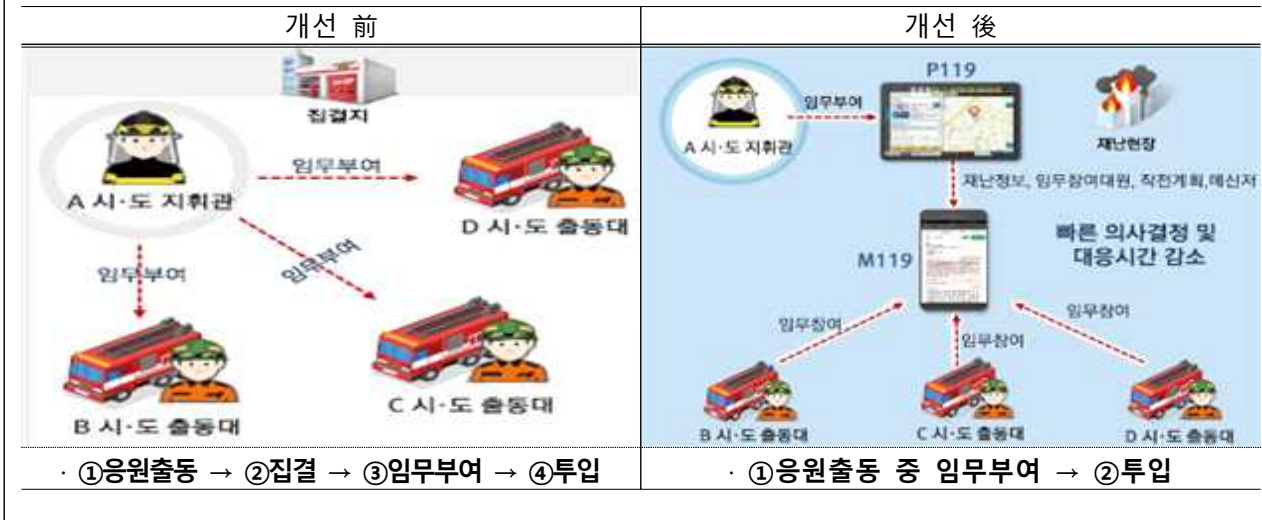 개선 前
개선 後
집결지
A 시·도 지휘관
임무부여
D 시·도 출동대
임무부여
임무부여
B 시·도 출동대
C 시·도 출동대
P119
임무부여
A 시·도 지휘관
재난현장
재난정보, 임무참여대원, 작전계획,메신저
M119
빠른 의사결정 및
대응시간 감소
임무참여
임무참여
임무참여
B 시·도 출동대
C 시·도 출동대
D 시·도 출동대
· ①응원출동 → ②집결 → ③임무부여 → ④투입
· ①응원출동 중 임무부여 → ②투입